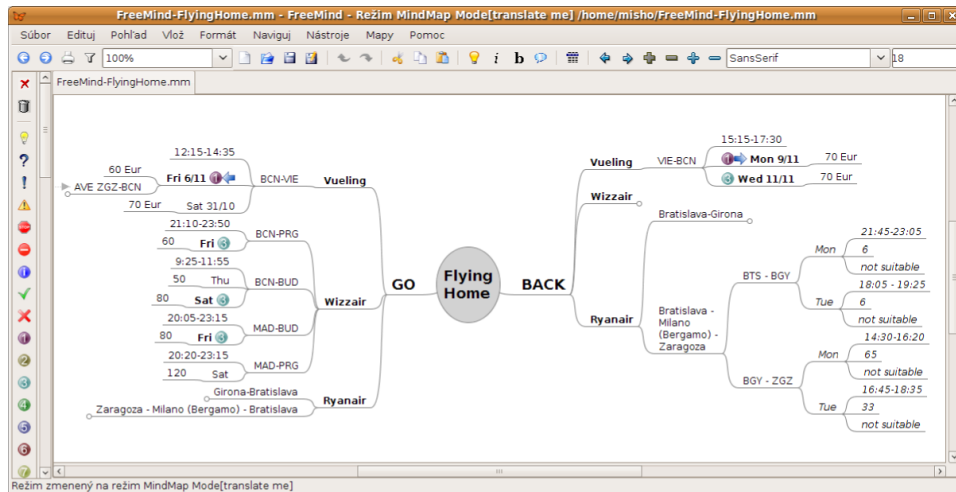 FreeMind-FlyingHome.mm - FreeMind - Režim MindMap Mode[translate me] /home/misho/FreeMind-FlyingHome.mm
Súbor Edituj Pohľad Vlož Formát Naviguj Nástroje Mapy Pomoc
100% i b SansSerif 18
FreeMind-FlyingHome.mm
Flying
Home
GO
Vueling
BCN-VIE
12:15-14:35
Fri 6/11
60 Eur
AVE ZGZ-BCN
Sat 31/10
70 Eur
Wizzair
BCN-PRG
21:10-23:50
Fri
60
BCN-BUD
9:25-11:55
Thu
50
Sat
80
MAD-BUD
20:05-23:15
Fri
80
MAD-PRG
20:20-23:15
Sat
120
Ryanair
Girona-Bratislava
Zaragoza - Milano (Bergamo) - Bratislava
BACK
Vueling
VIE-BCN
15:15-17:30
Mon 9/11
70 Eur
Wed 11/11
70 Eur
Wizzair
Ryanair
Bratislava-Girona
Bratislava -
Milano
(Bergamo) -
Zaragoza
BTS - BGY
Mon
21:45-23:05
6
not suitable
Tue
18:05 - 19:25
6
not suitable
BGY - ZGZ
Mon
14:30-16:20
65
not suitable
Tue
16:45-18:35
33
not suitable
Režim zmenený na režim MindMap Mode[translate me]